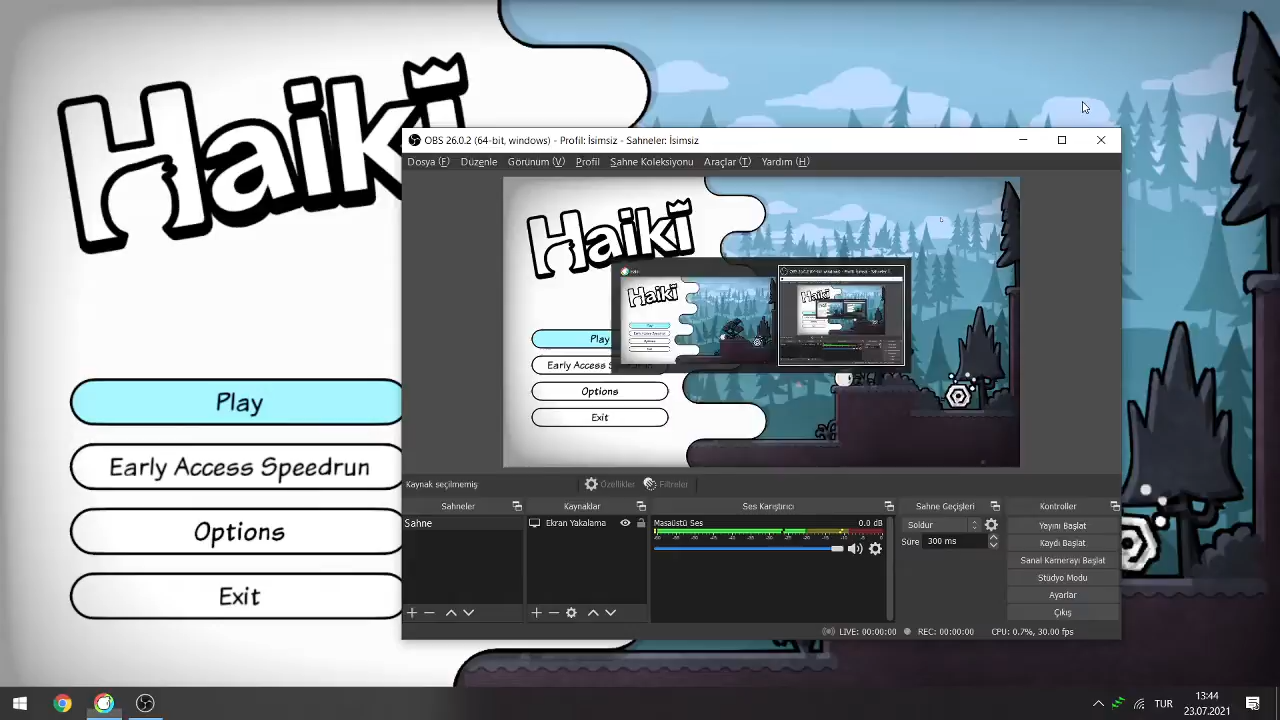 Haiki
Play
Early Access Speedrun
Options
Exit
OBS 26.0.2 (64-bit, windows) - Profil: İsimsiz - Sahneler: İsimsiz
Dosya (F) Düzenle Görünüm (V) Profil Sahne Koleksiyonu Araçlar (T) Yardım (H)
Haiki
Haiki
Haiki
Play
Early Access S
Options
Exit
Kaynak seçilmemiş Özellikler Filtreler
Sahneler Kaynaklar Ses Karıştırıcı Sahne Geçişleri Kontroller
Sahne
Ekran Yakalama
Masaüstü Ses 0.0 dB
Soldur
Süre 300 ms
Yayını Başlat
Kaydı Başlat
Sanal Kamerayı Başlat
Stüdyo Modu
Ayarlar
Çıkış
LIVE: 00:00:00 REC: 00:00:00 CPU: 0.7%, 30.00 fps
TUR
13:44
23.07.2021